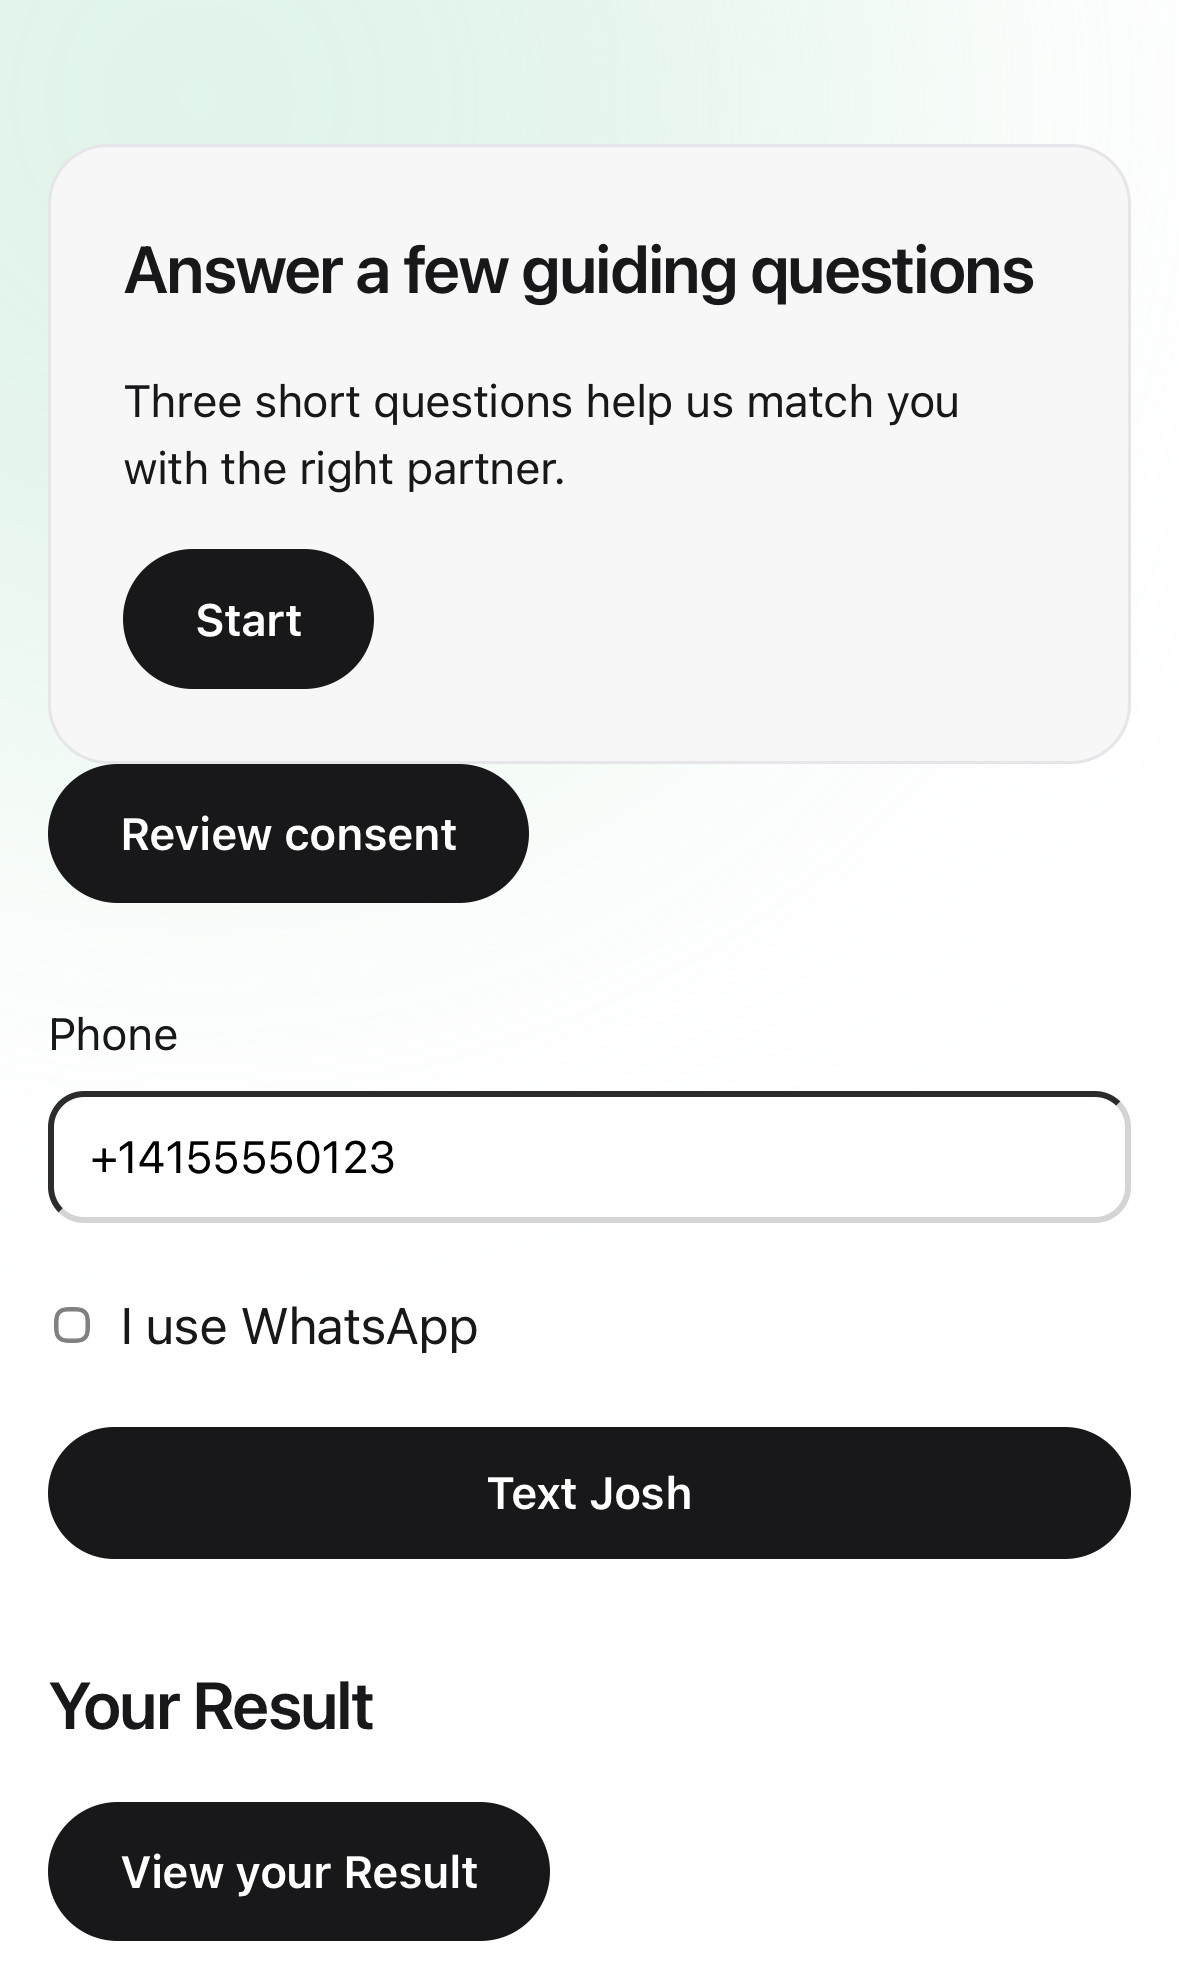 Answer a few guiding questions
Three short questions help us match you
with the right partner.
Start
Review consent
Phone
+14155550123
I use WhatsApp
Text Josh
Your Result
View your Result